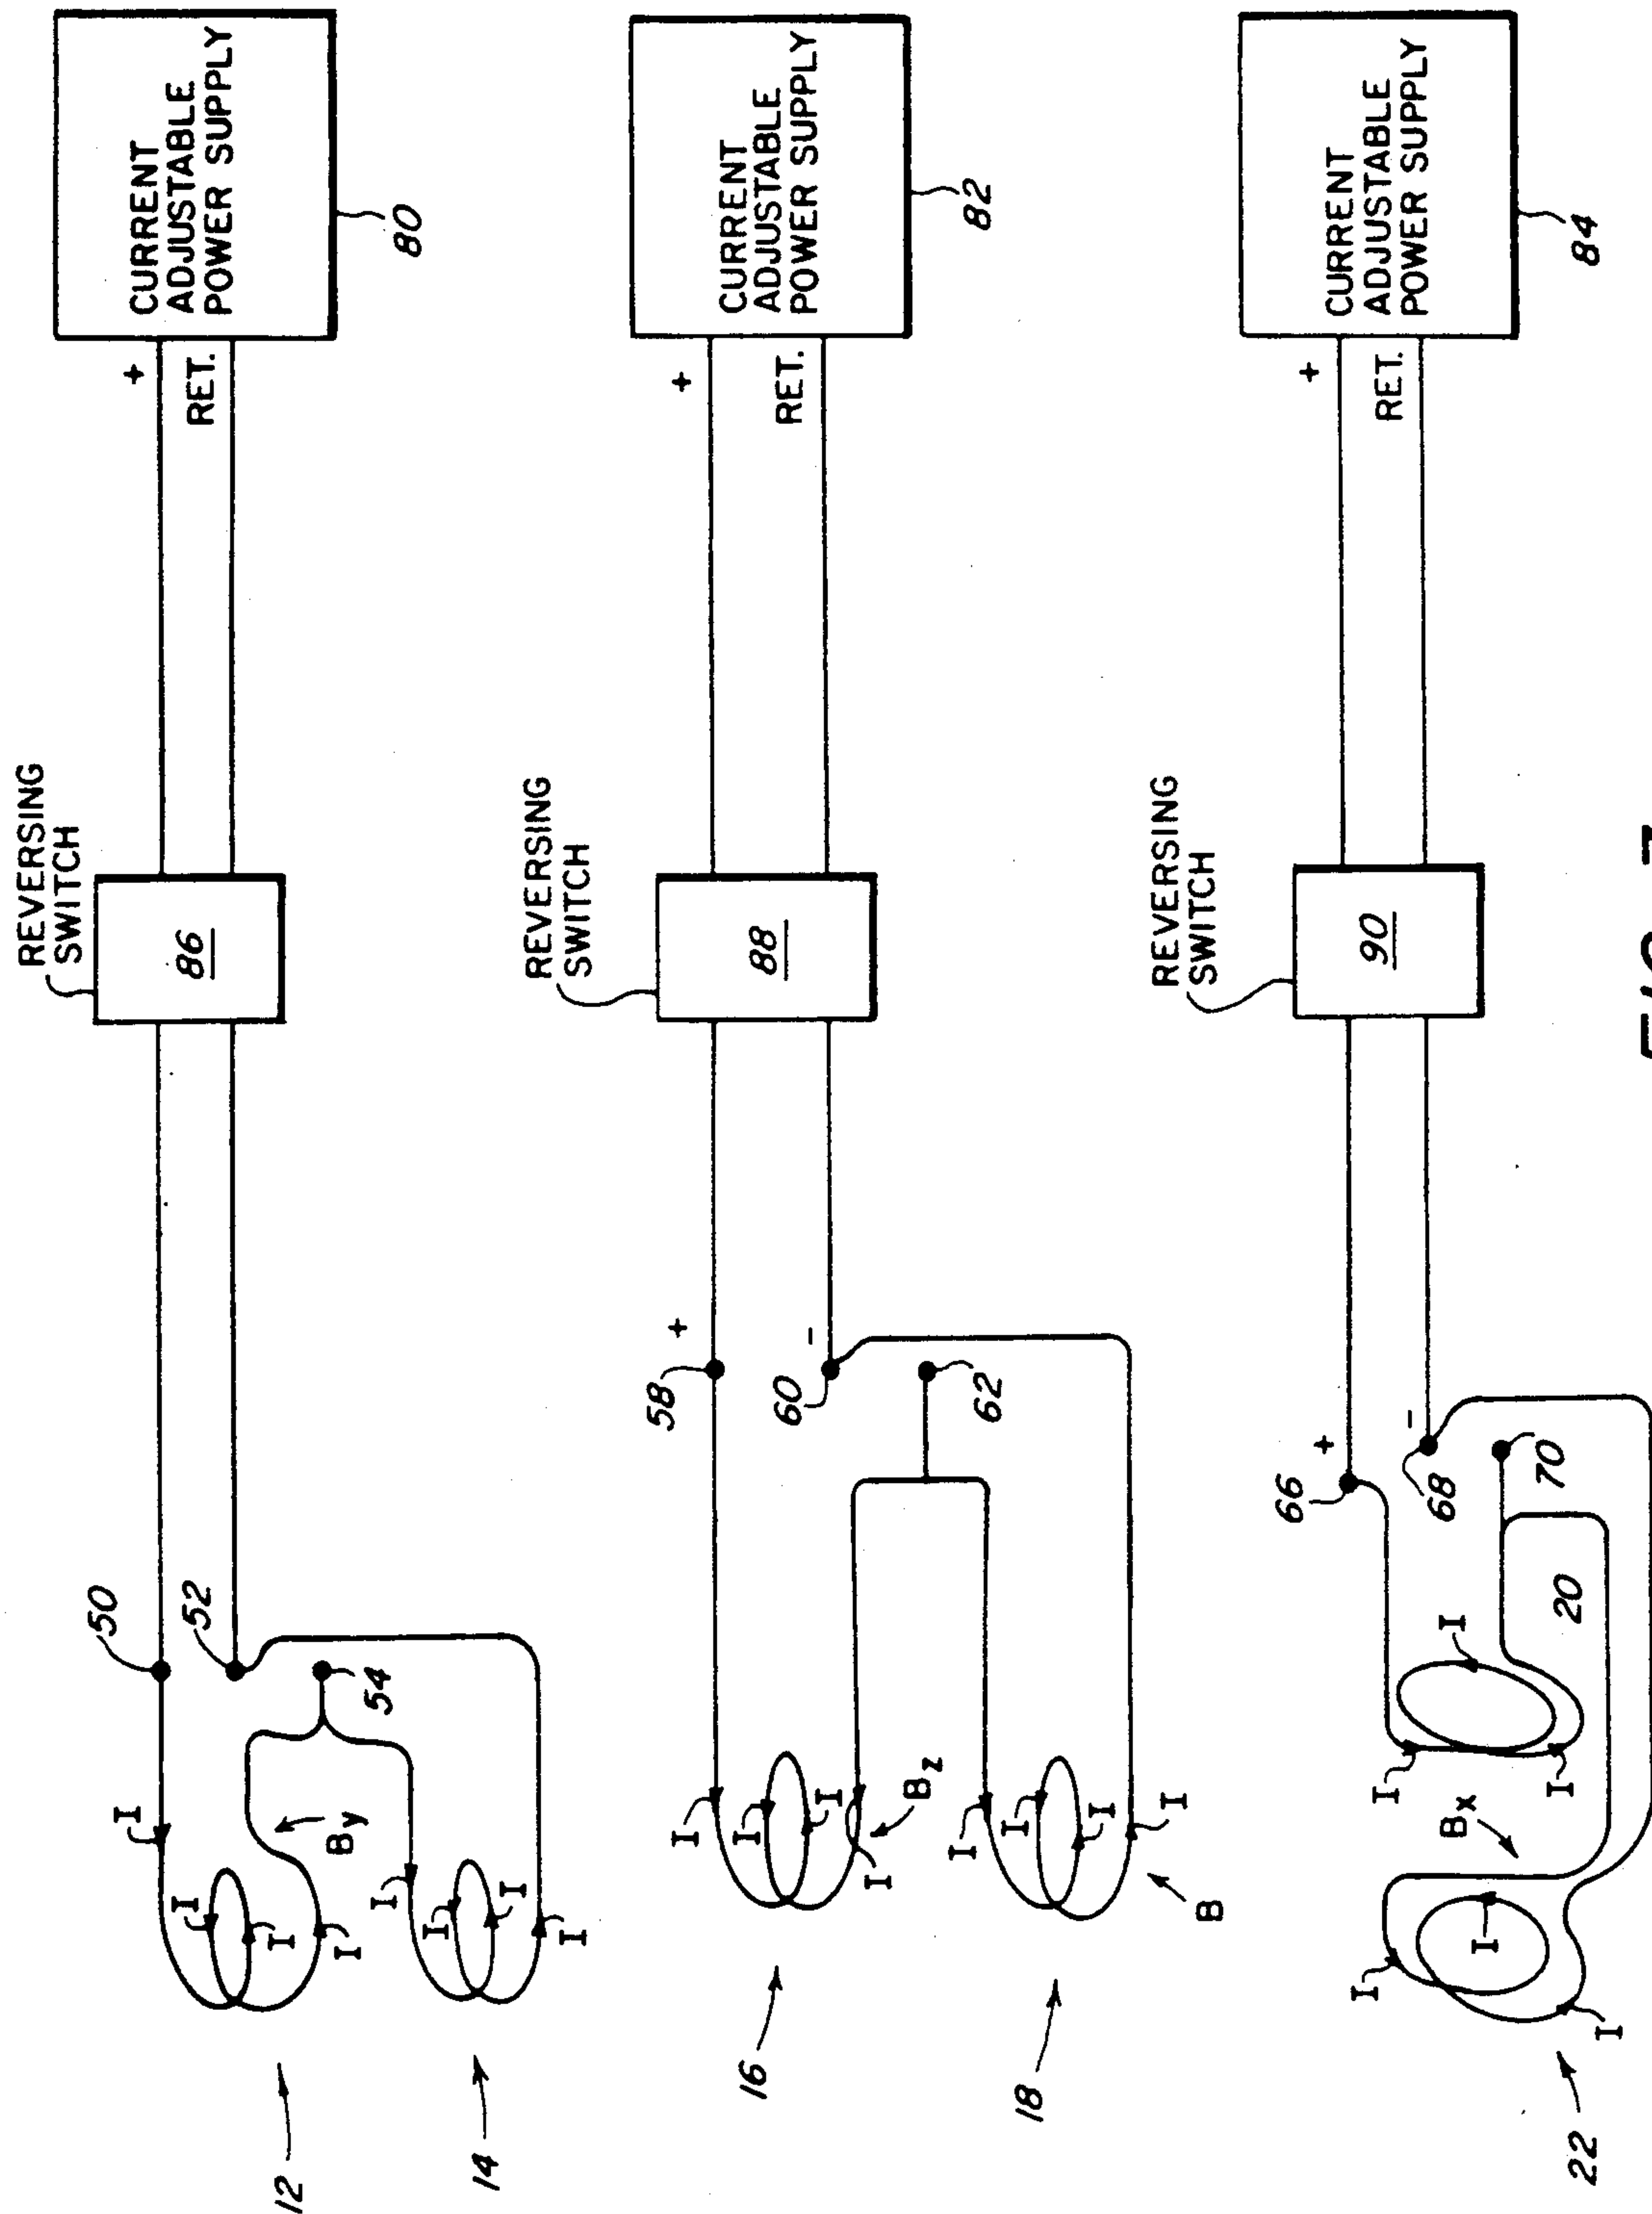 REVERSING
SWITCH
86
CURRENT
ADJUSTABLE
POWER SUPPLY
80
+
RET.
50
52
54
I
I
I
I
By
I
I
I
I
12
14
REVERSING
SWITCH
88
CURRENT
ADJUSTABLE
POWER SUPPLY
82
+
RET.
+
58
-
60
62
I
I
I
I
Bz
I
I
I
I
B
16
18
REVERSING
SWITCH
90
CURRENT
ADJUSTABLE
POWER SUPPLY
84
+
RET.
+
66
-
68
70
20
I
I
I
Bx
I
I
I
22